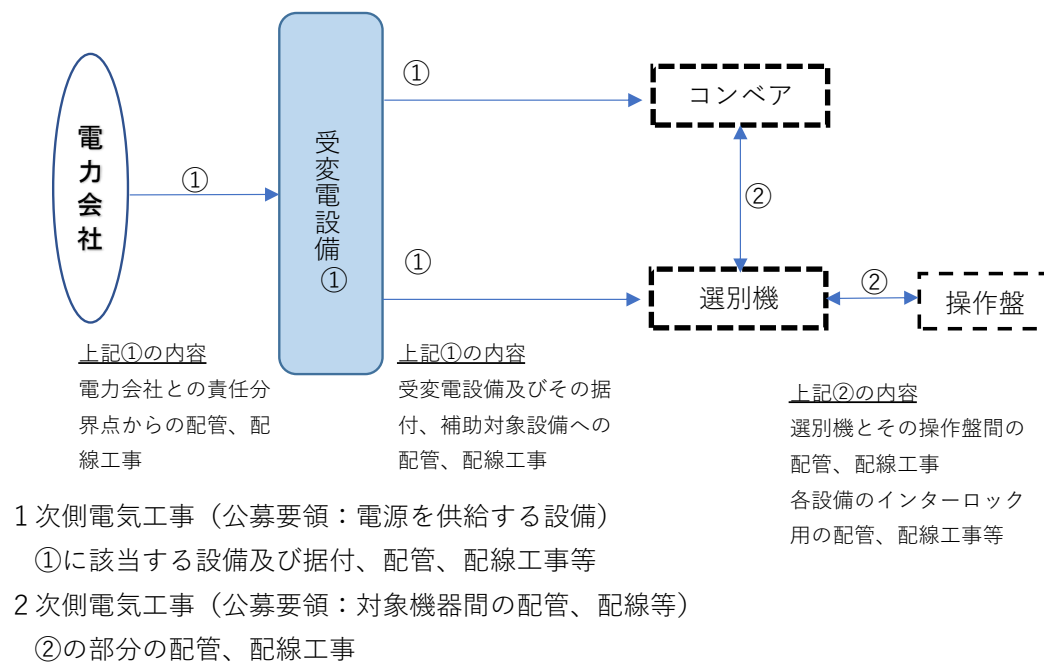 電力会社
①
受変電設備①
①
コンベア
②
①
選別機
②
操作盤
上記①の内容
電力会社との責任分
界点からの配管、配
線工事
上記①の内容
受変電設備及びその据
付、補助対象設備への
配管、配線工事
上記②の内容
選別機とその操作盤間の
配管、配線工事
各設備のインターロック
用の配管、配線工事等
1次側電気工事（公募要領：電源を供給する設備）
①に該当する設備及び据付、配管、配線工事等
2次側電気工事（公募要領：対象機器間の配管、配線等）
②の部分の配管、配線工事